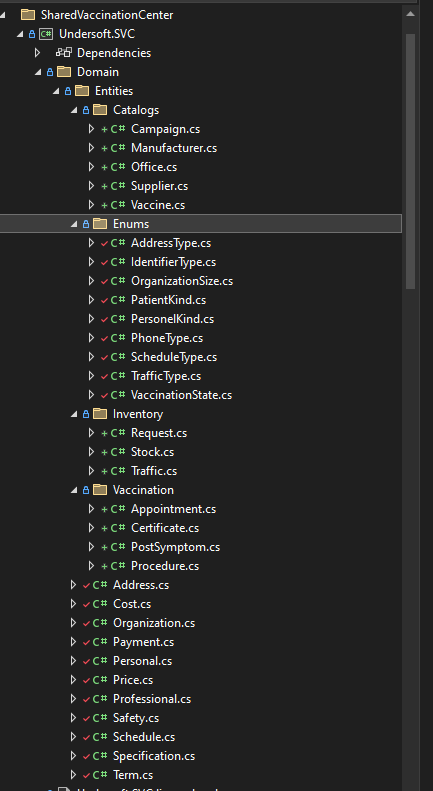 SharedVaccinationCenter
C# Undersoft.SVC
Dependencies
Domain
Entities
Catalogs
+ C# Campaign.cs
+ C# Manufacturer.cs
+ C# Office.cs
+ C# Supplier.cs
+ C# Vaccine.cs
Enums
C# AddressType.cs
C# IdentifierType.cs
C# OrganizationSize.cs
C# PatientKind.cs
C# PersonelKind.cs
C# PhoneType.cs
C# ScheduleType.cs
C# TrafficType.cs
C# VaccinationState.cs
Inventory
+ C# Request.cs
+ C# Stock.cs
+ C# Traffic.cs
Vaccination
+ C# Appointment.cs
+ C# Certificate.cs
+ C# PostSymptom.cs
+ C# Procedure.cs
C# Address.cs
C# Cost.cs
C# Organization.cs
C# Payment.cs
C# Personal.cs
C# Price.cs
C# Professional.cs
C# Safety.cs
C# Schedule.cs
C# Specification.cs
C# Term.cs